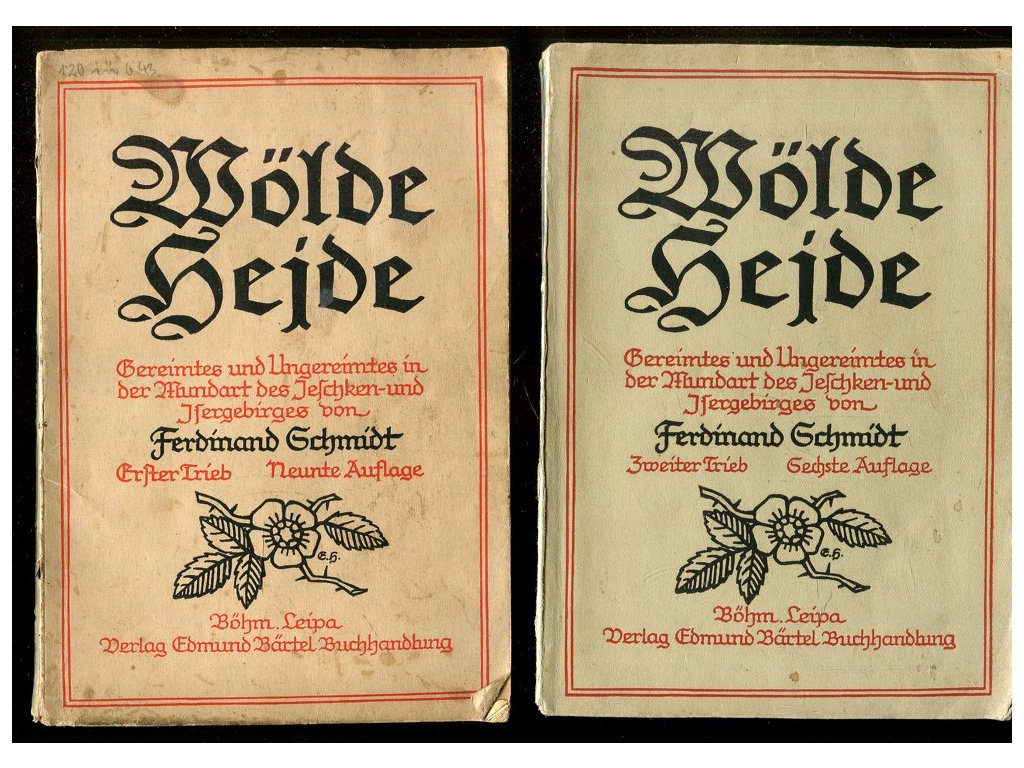 Wölde
Hejde
Gereimtes und Ungereimtes in
der Mundart des Jeschken-und
Isergebirges von
Ferdinand Schmidt
Erster Trieb Neunte Auflage
E.H.
Böhm. Leipa
Verlag Edmund Bärtel Buchhandlung
Wölde
Hejde
Gereimtes und Ungereimtes in
der Mundart des Jeschken-und
Isergebirges von
Ferdinand Schmidt
Zweiter Trieb Sechste Auflage
E.H.
Böhm. Leipa
Verlag Edmund Bärtel Buchhandlung